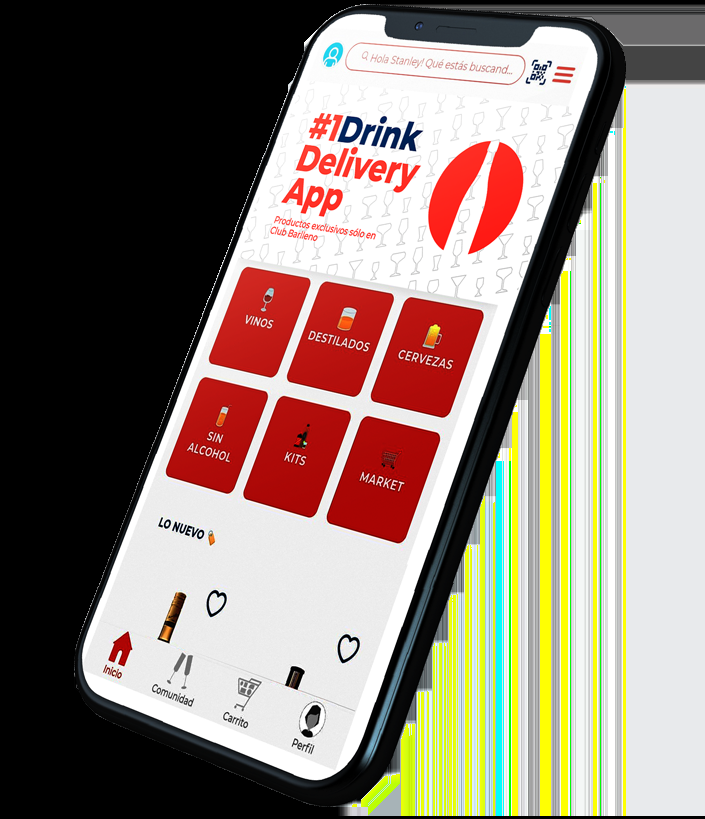 Hola Stanley! Qué estás buscand...
#1Drink
Delivery
App
Productos exclusivos sólo en
Club Barlleno
VINOS
DESTILADOS
CERVEZAS
SIN
ALCOHOL
KITS
MARKET
LO NUEVO
Inicio
Comunidad
Carrito
Perfil